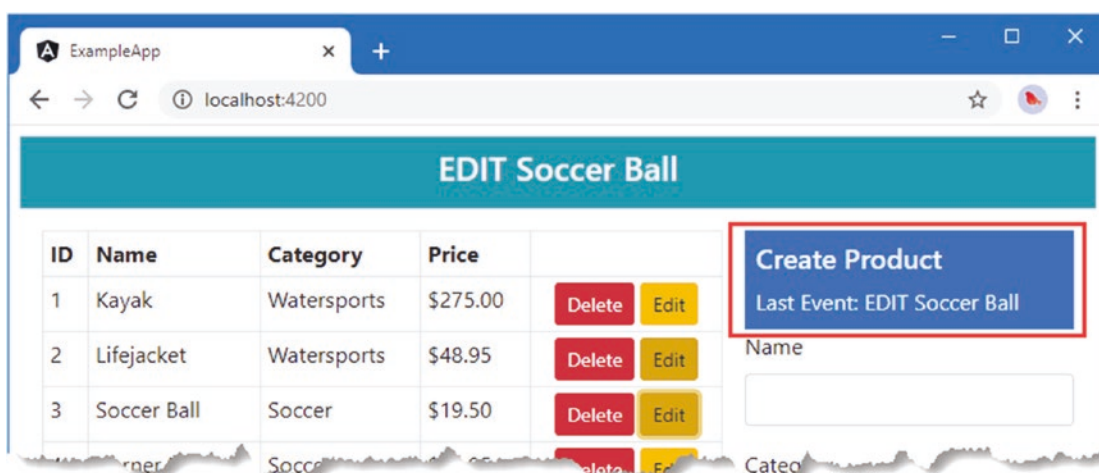 ExampleApp
localhost:4200
EDIT Soccer Ball
ID Name Category Price
1 Kayak Watersports $275.00 Delete Edit
2 Lifejacket Watersports $48.95 Delete Edit
3 Soccer Ball Soccer $19.50 Delete Edit
Create Product
Last Event: EDIT Soccer Ball
Name